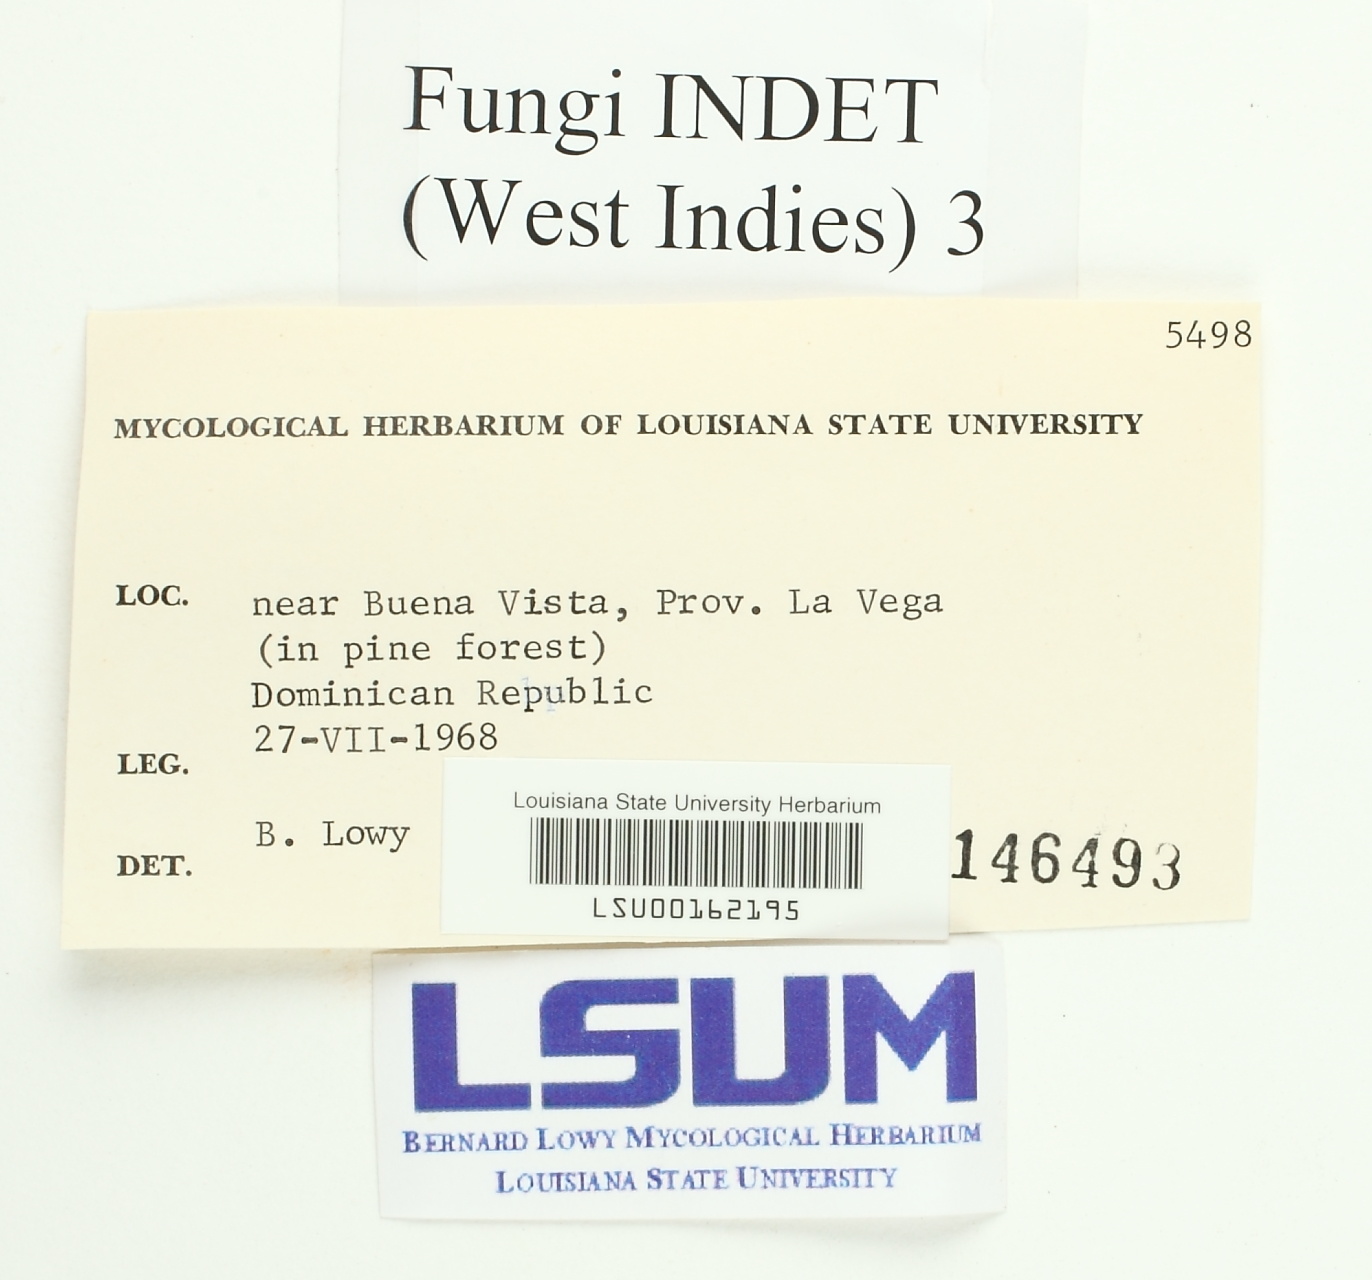 Fungi INDET
(West Indies) 3
5498
MYCOLOGICAL HERBARIUM OF LOUISIANA STATE UNIVERSITY
LOC. near Buena Vista, Prov. La Vega
(in pine forest)
Dominican Republic
27-VII-1968
LEG.
B. Lowy
DET.
Louisiana State University Herbarium
LSU00162195
146493
LSUM
BERNARD LOWY MYCOLOGICAL HERBARIUM
LOUISIANA STATE UNIVERSITY